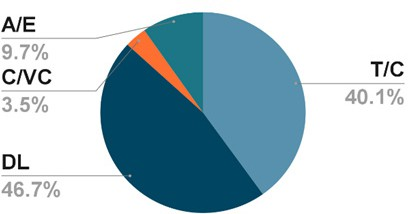 A/E
9.7%
C/VC
3.5%
DL
46.7%
T/C
40.1%